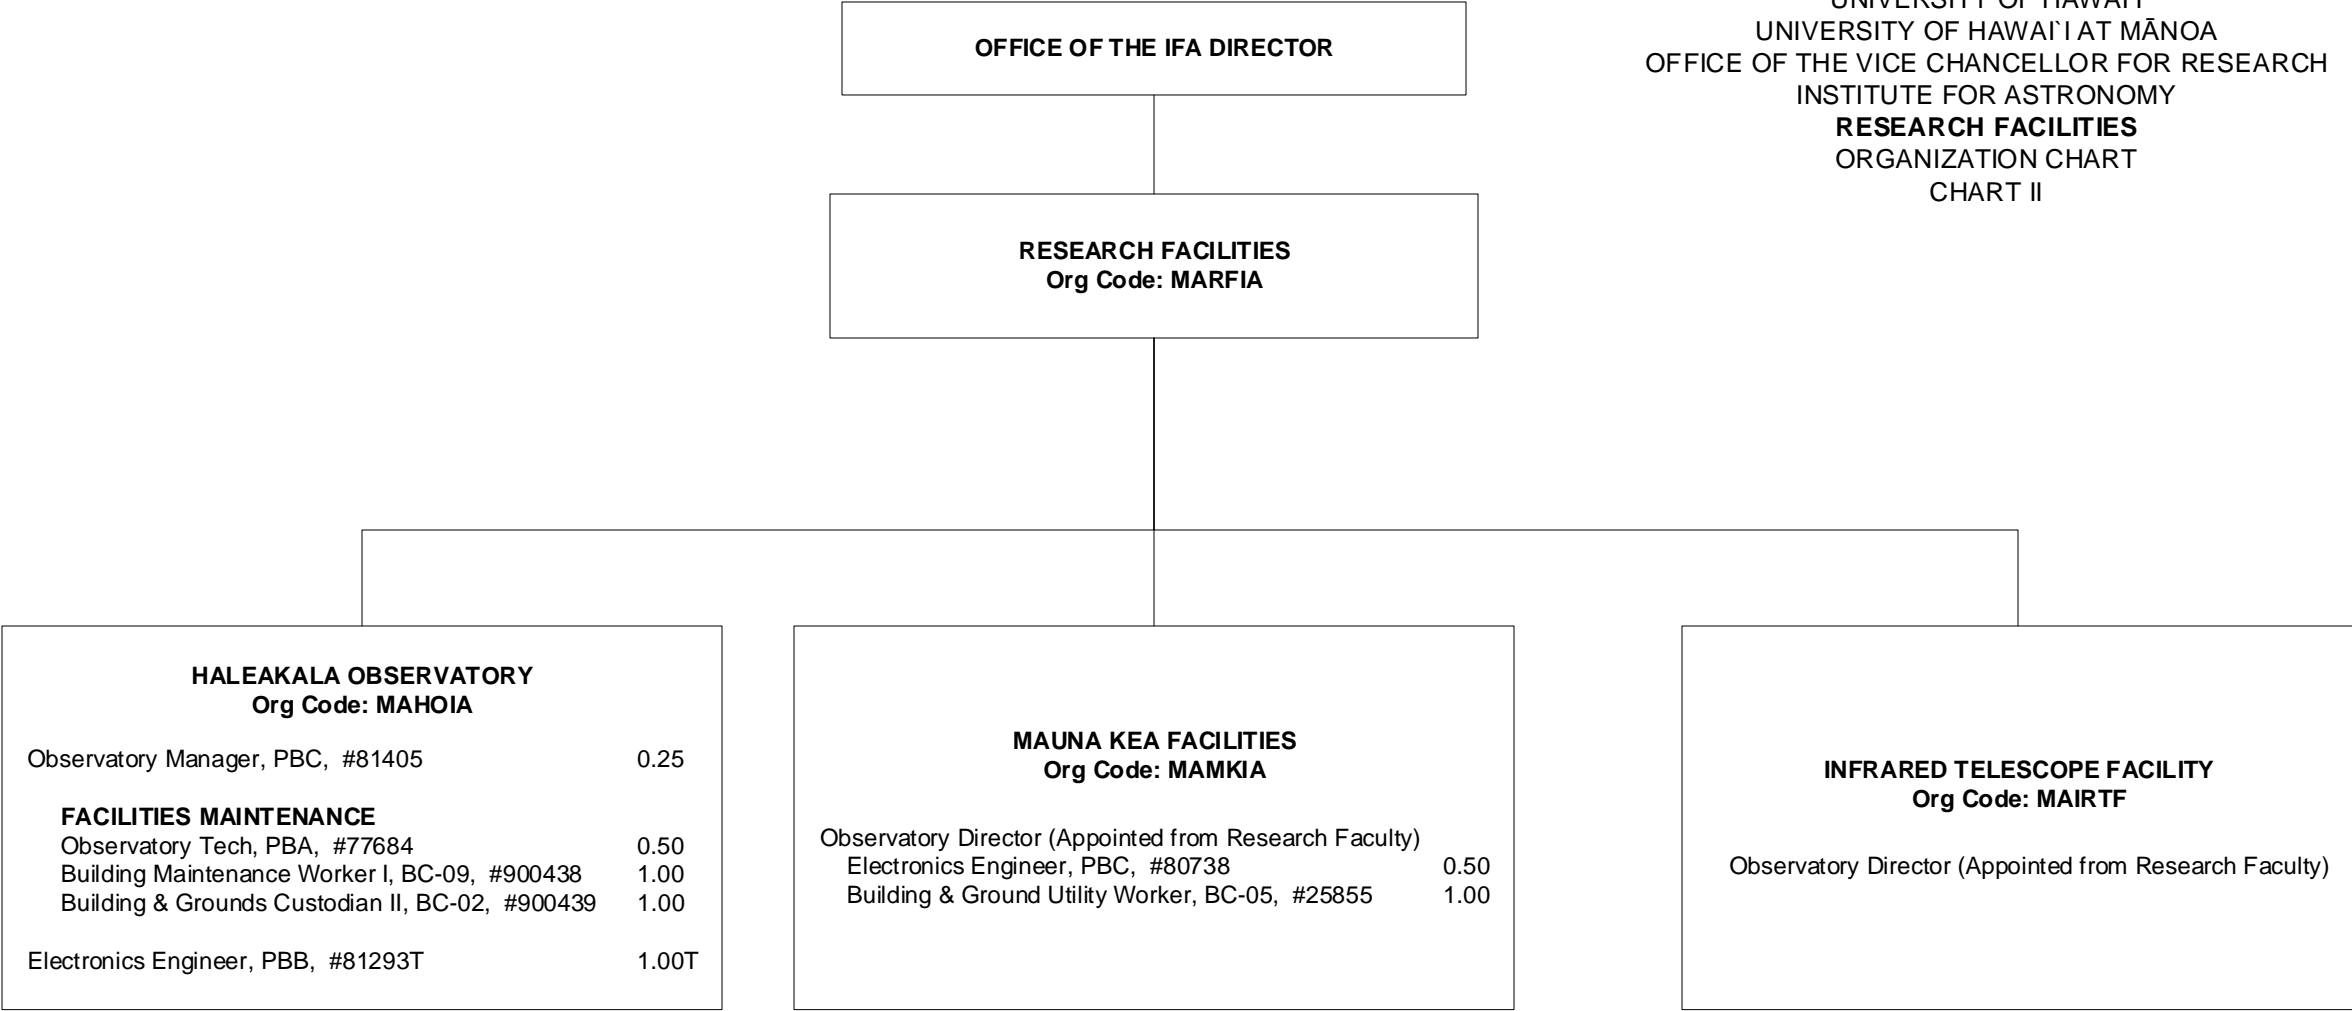 OFFICE OF THE IFA DIRECTOR
UNIVERSITY OF HAWAI`I AT MĀNOA
OFFICE OF THE VICE CHANCELLOR FOR RESEARCH
INSTITUTE FOR ASTRONOMY
RESEARCH FACILITIES
ORGANIZATION CHART
CHART II
RESEARCH FACILITIES
Org Code: MARFIA
HALEAKALA OBSERVATORY
Org Code: MAHOIA
Observatory Manager, PBC, #81405 0.25
FACILITIES MAINTENANCE
Observatory Tech, PBA, #77684 0.50
Building Maintenance Worker I, BC-09, #900438 1.00
Building & Grounds Custodian II, BC-02, #900439 1.00
Electronics Engineer, PBB, #81293T 1.00T
MAUNA KEA FACILITIES
Org Code: MAMKIA
Observatory Director (Appointed from Research Faculty)
Electronics Engineer, PBC, #80738 0.50
Building & Ground Utility Worker, BC-05, #25855 1.00
INFRARED TELESCOPE FACILITY
Org Code: MAIRTF
Observatory Director (Appointed from Research Faculty)